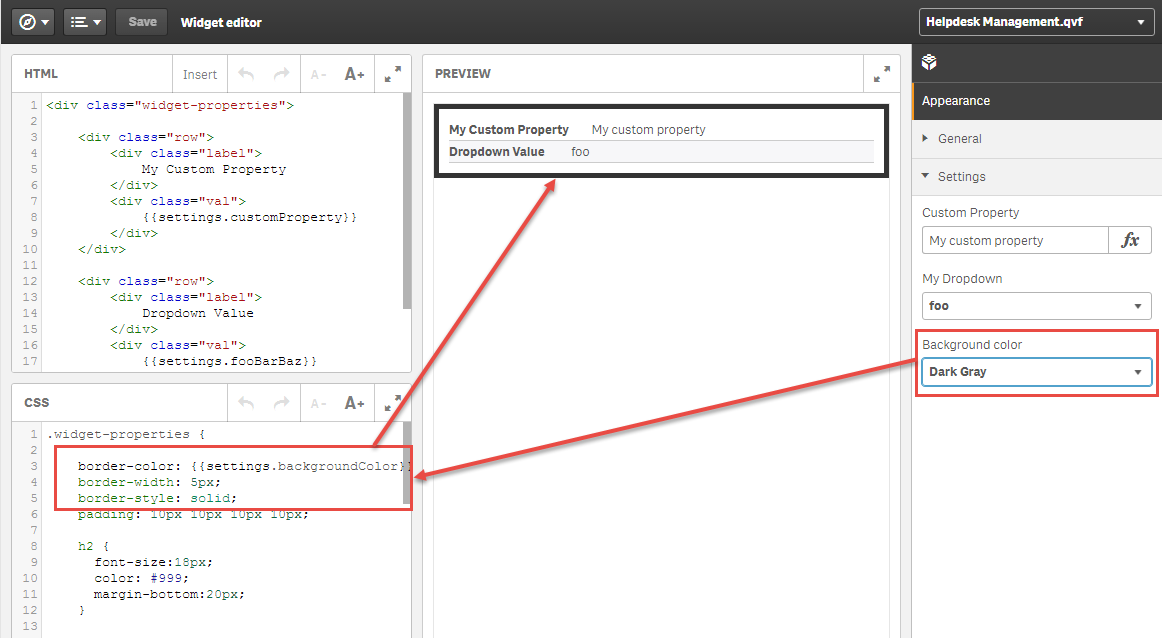 Save
Widget editor
Helpdesk Management.qvf
HTML
Insert
A-
A+
1 <div class="widget-properties">
2
3 <div class="row">
4 <div class="label">
5 My Custom Property
6 </div>
7 <div class="val">
8 {{settings.customProperty}}
9 </div>
10 </div>
11
12 <div class="row">
13 <div class="label">
14 Dropdown Value
15 </div>
16 <div class="val">
17 {{settings.fooBarBaz}}
CSS
A-
A+
1 .widget-properties {
2
3 border-color: {{settings.backgroundColor}
4 border-width: 5px;
5 border-style: solid;
6 padding: 10px 10px 10px 10px;
7
8 h2 {
9 font-size:18px;
10 color: #999;
11 margin-bottom:20px;
12 }
13
PREVIEW
My Custom Property My custom property
Dropdown Value foo
Appearance
General
Settings
Custom Property
My custom property
fx
My Dropdown
foo
Background color
Dark Gray